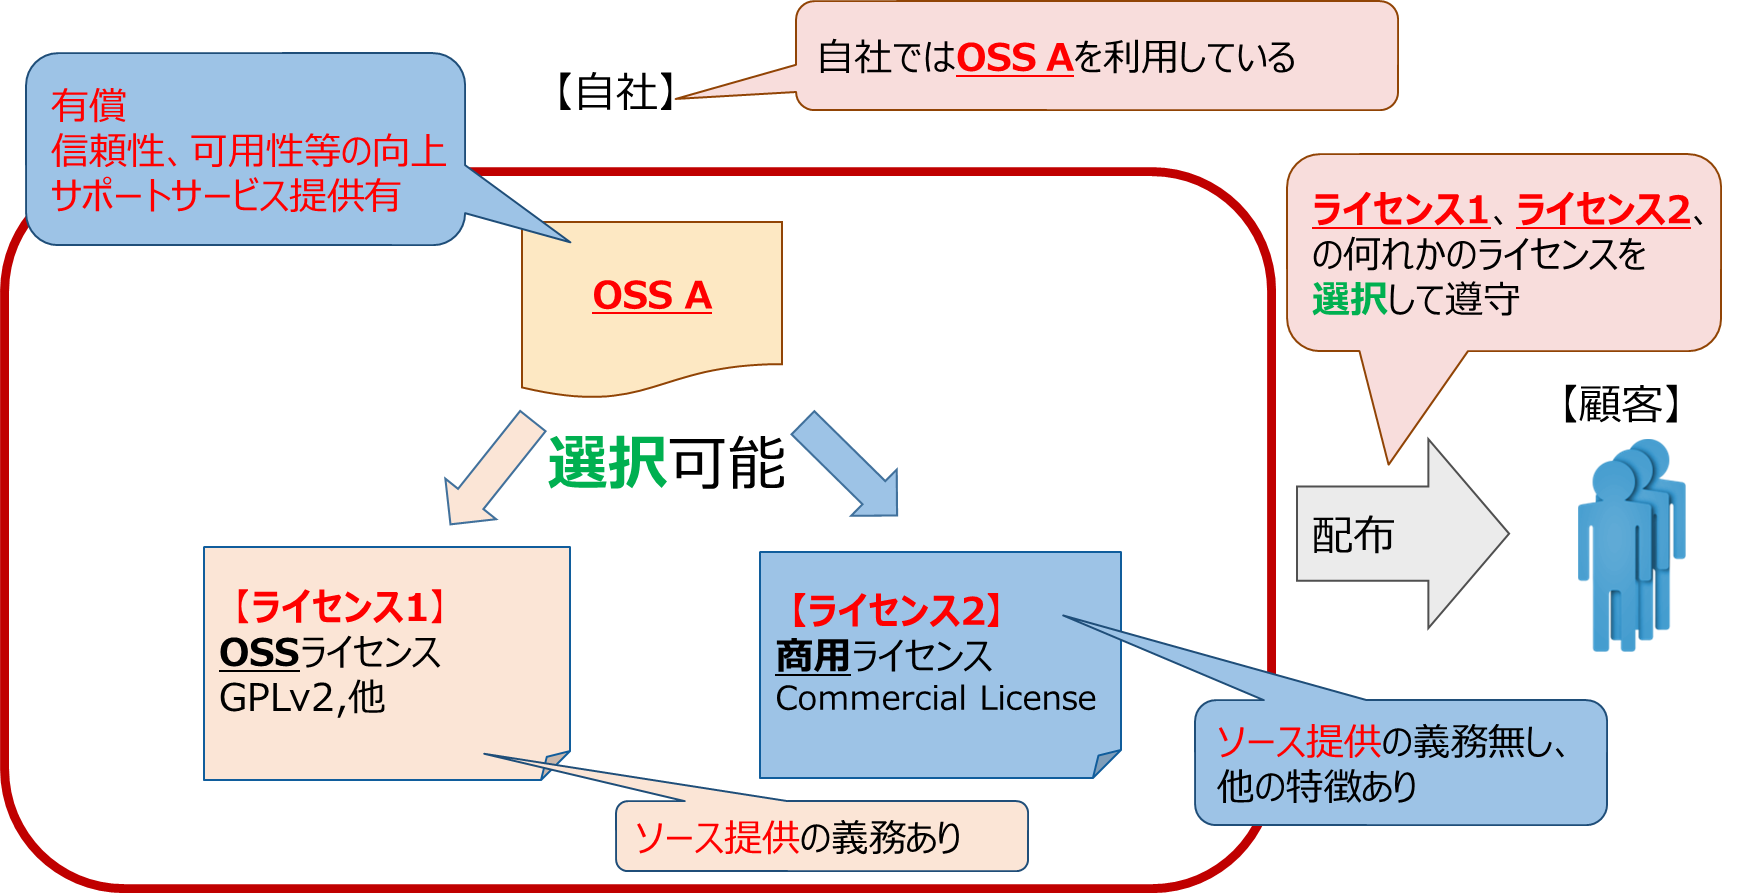 自社ではOSS Aを利用している
【自社】
有償
信頼性、可用性等の向上
サポートサービス提供有
ライセンス1、ライセンス2、
の何れかのライセンスを
選択して遵守
OSS A
【顧客】
選択可能
配布
【ライセンス1】
OSSライセンス
GPLv2,他
【ライセンス2】
商用ライセンス
Commercial License
ソース提供の義務無し、
他の特徴あり
ソース提供の義務あり